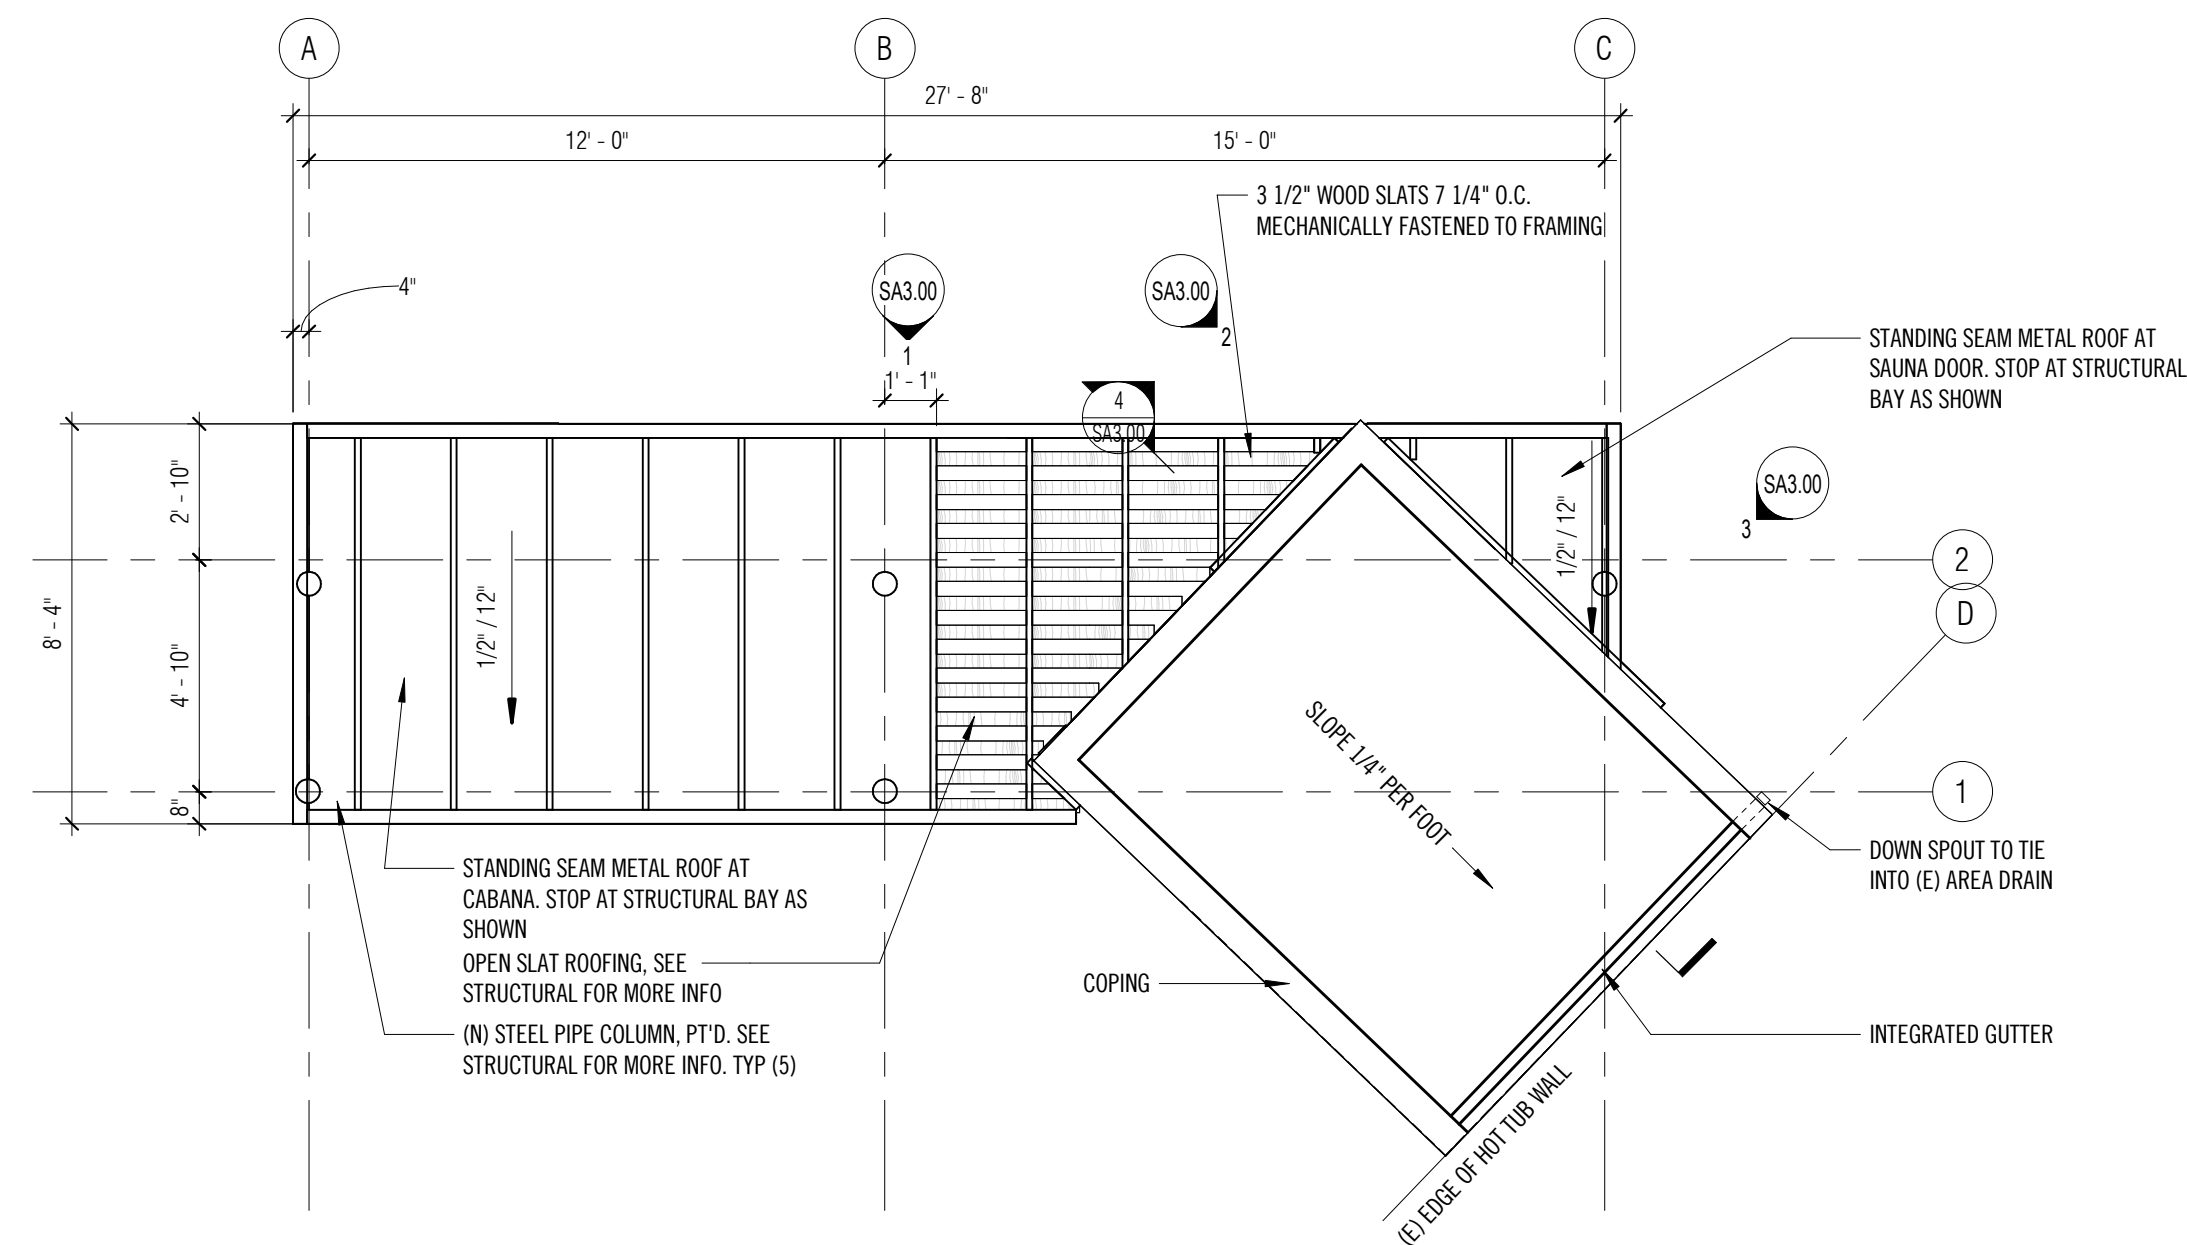 A
B
C
27' - 8"
12' - 0"
15' - 0"
3 1/2" WOOD SLATS 7 1/4" O.C.
MECHANICALLY FASTENED TO FRAMING
4"
SA3.00
1
SA3.00
2
1' - 1"
4
SA3.00
STANDING SEAM METAL ROOF AT
SAUNA DOOR. STOP AT STRUCTURAL
BAY AS SHOWN
SA3.00
3
2' - 10"
8' - 4"
4' - 10"
8"
1/2" / 12"
1/2" / 12"
2
D
1
SLOPE 1/4" PER FOOT
STANDING SEAM METAL ROOF AT
CABANA. STOP AT STRUCTURAL BAY AS
SHOWN
OPEN SLAT ROOFING, SEE
STRUCTURAL FOR MORE INFO
(N) STEEL PIPE COLUMN, PT'D. SEE
STRUCTURAL FOR MORE INFO. TYP (5)
COPING
DOWN SPOUT TO TIE
INTO (E) AREA DRAIN
INTEGRATED GUTTER
(E) EDGE OF HOT TUB WALL